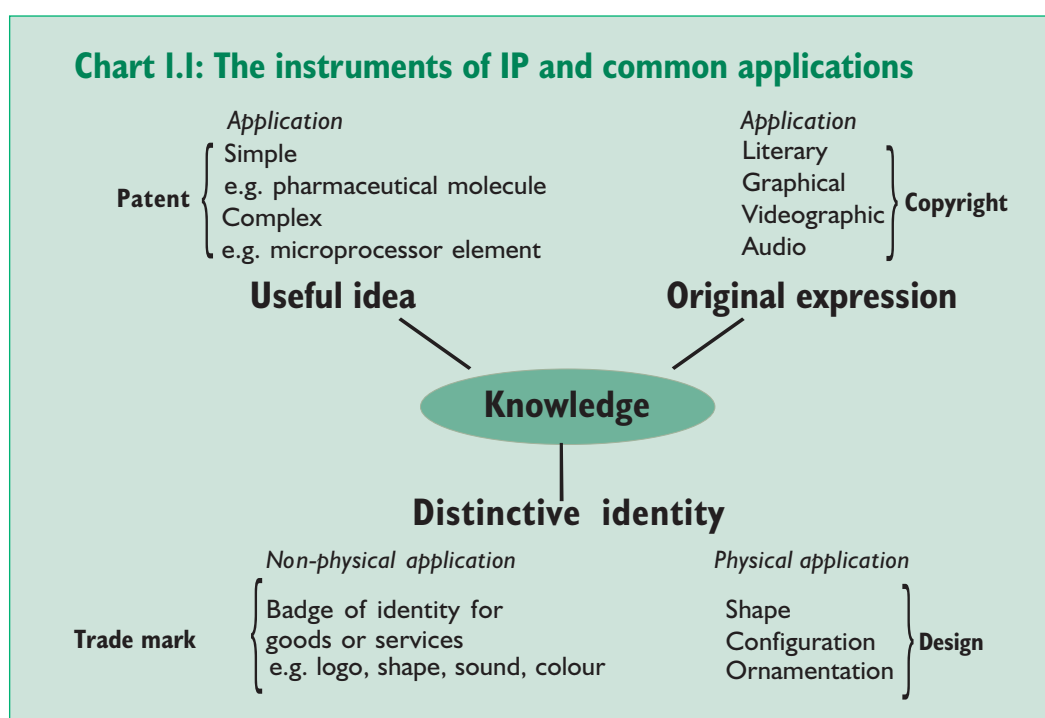 Chart 1.1: The instruments of IP and common applications
Application
Simple
e.g. pharmaceutical molecule
Complex
e.g. microprocessor element
Patent
Useful idea
Application
Literary
Graphical
Videographic
Audio
Copyright
Original expression
Knowledge
Distinctive identity
Non-physical application
Trade mark
Badge of identity for
goods or services
e.g. logo, shape, sound, colour
Physical application
Shape
Configuration
Ornamentation
Design